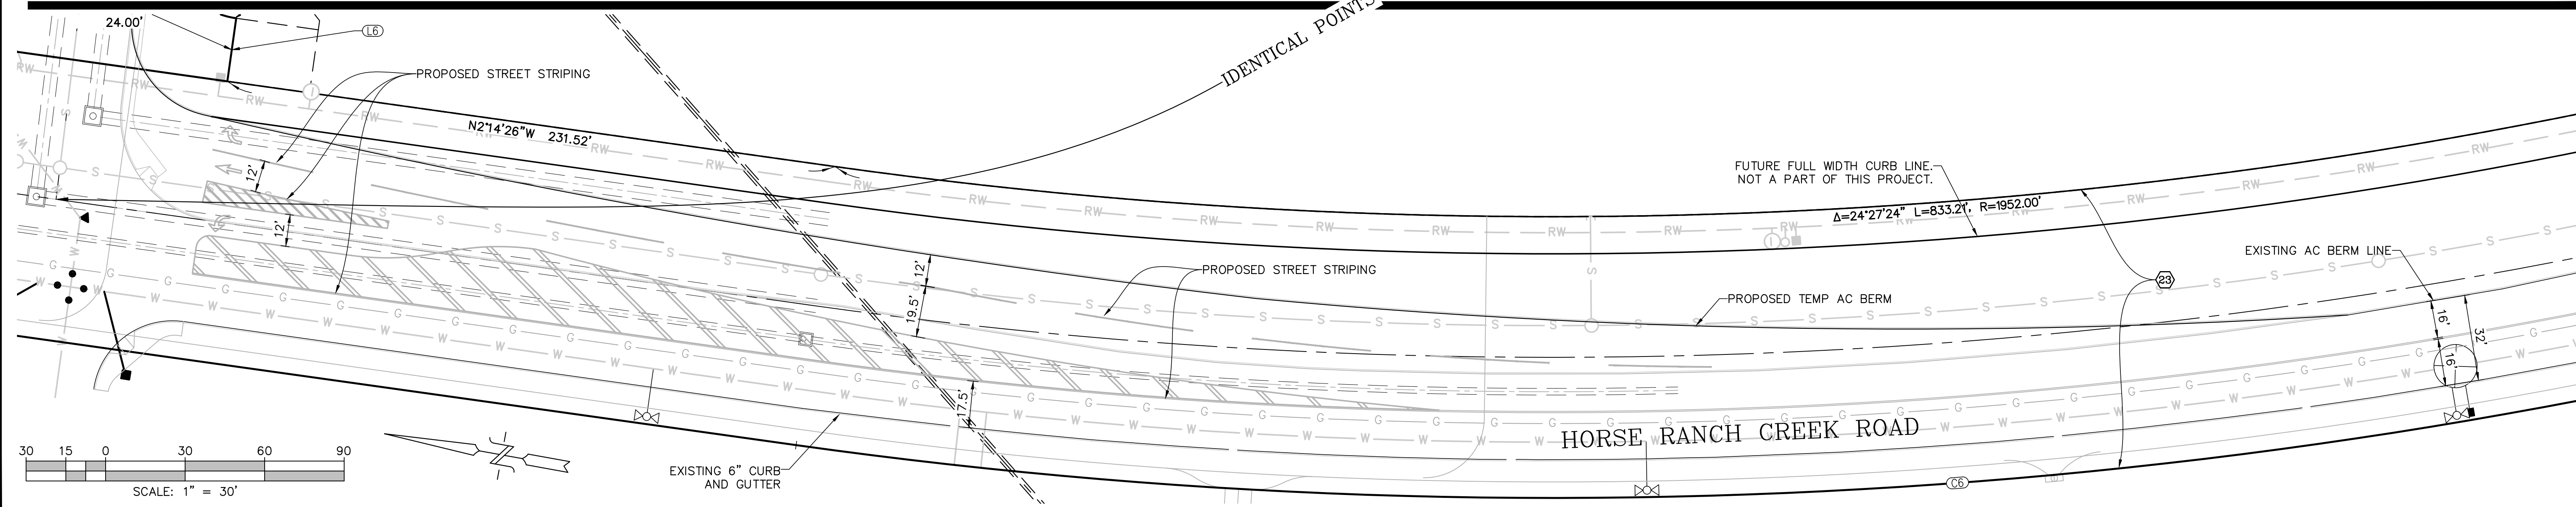 24.00'
L6
IDENTICAL POINTS
PROPOSED STREET STRIPING
N2°14'26"W 231.52'
12'
12'
FUTURE FULL WIDTH CURB LINE.
NOT A PART OF THIS PROJECT.
Δ=24°27'24" L=833.21', R=1952.00'
EXISTING AC BERM LINE
12'
19.5'
PROPOSED STREET STRIPING
23
PROPOSED TEMP AC BERM
16'
32'
16'
17.5'
HORSE RANCH CREEK ROAD
EXISTING 6" CURB
AND GUTTER
C6
30 15 0 30 60 90
SCALE: 1" = 30'